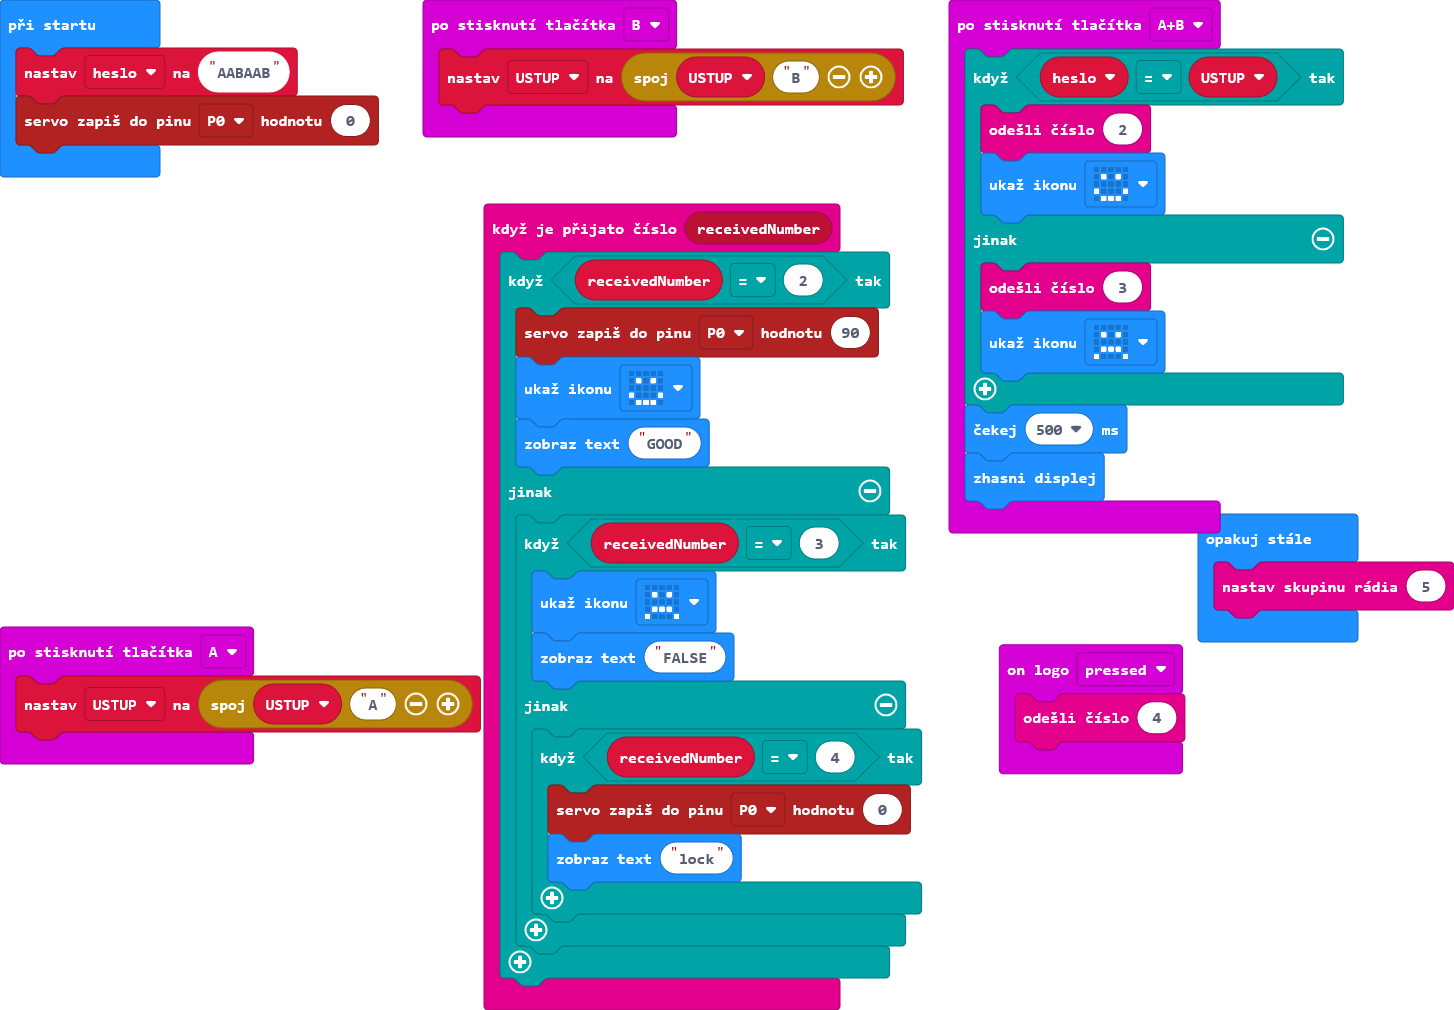 při startu
nastav heslo na "AABAAB"
servo zapiš do pinu P0 hodnotu 0
po stisknutí tlačítka B
nastav USTUP na spoj USTUP "B"
po stisknutí tlačítka A+B
když heslo = USTUP tak
odešli číslo 2
ukaž ikonu
jinak
odešli číslo 3
ukaž ikonu
čekej 500 ms
zhasni displej
když je přijato číslo receivedNumber
když receivedNumber = 2 tak
servo zapiš do pinu P0 hodnotu 90
ukaž ikonu
zobraz text "GOOD"
jinak
když receivedNumber = 3 tak
ukaž ikonu
zobraz text "FALSE"
jinak
když receivedNumber = 4 tak
servo zapiš do pinu P0 hodnotu 0
zobraz text "lock"
opakuj stále
nastav skupinu rádia 5
po stisknutí tlačítka A
nastav USTUP na spoj USTUP "A"
on logo pressed
odešli číslo 4